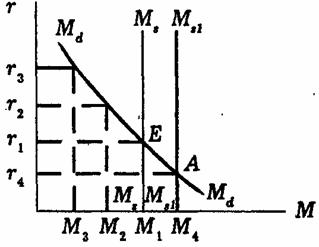 r
M_d M_s M_s1
r_3
r_2
r_1 E
r_4 A
M_s M_s1 M_d M
M_3 M_2 M_1 M_4